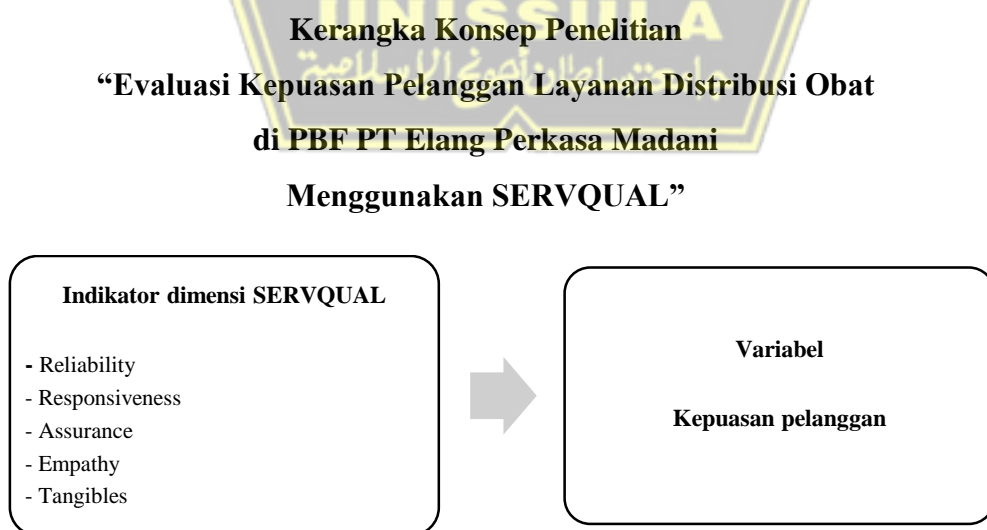 UNISSULA
Kerangka Konsep Penelitian
“Evaluasi Kepuasan Pelanggan Layanan Distribusi Obat
di PBF PT Elang Perkasa Madani
Menggunakan SERVQUAL”
Indikator dimensi SERVQUAL
- Reliability
- Responsiveness
- Assurance
- Empathy
- Tangibles
Variabel
Kepuasan pelanggan